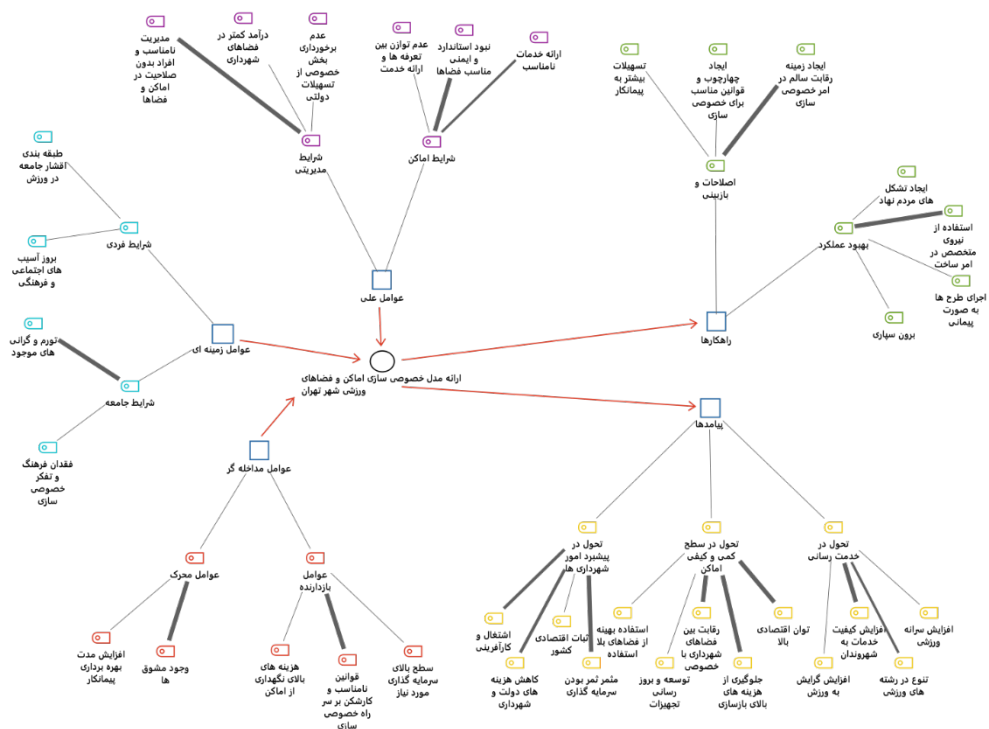 مدیریت
نامناسب و
افراد بدون
صلاحیت در
اماکن و
فضاها
درآمد کمتر در
فضاهای
شهرداری
عدم
برخورداری
بخش
خصوصی از
تسهیلات
دولتی
عدم توازن بین
تعرفه ها و
ارائه خدمت
نبود استاندارد
و ایمنی
مناسب فضاها
ارائه خدمات
نامناسب
تسهیلات
بیشتر به
پیمانکار
ایجاد
چهارچوب و
قوانین مناسب
برای خصوصی
سازی
ایجاد زمینه
رقابت سالم در
امر خصوصی
سازی
شرایط
مدیریتی
شرایط اماکن
اصلاحات و
بازبینی
طبقه بندی
اقشار جامعه
در ورزش
شرایط فردی
بروز آسیب
های اجتماعی
و فرهنگی
ایجاد تشکل
های مردم نهاد
استفاده از
نیروی
متخصص در
امر ساخت
بهبود عملکرد
اجرای طرح ها
به صورت
پیمانی
برون سپاری
عوامل علی
راهکارها
تورم و گرانی
های موجود
عوامل زمینه ای
شرایط جامعه
فقدان فرهنگ
و تفکر
خصوصی
سازی
ارائه مدل خصوصی سازی اماکن و فضاهای
ورزشی شهر تهران
پیامدها
عوامل مداخله گر
عوامل محرک
عوامل
بازدارنده
افزایش مدت
بهره برداری
پیمانکار
وجود مشوق
ها
هزینه های
بالای نگهداری
از اماکن
قوانین
نامناسب و
کارشکن بر سر
راه خصوصی
سازی
سطح بالای
سرمایه گذاری
مورد نیاز
تحول در
پیشبرد امور
شهرداری ها
تحول در سطح
کمی و کیفی
اماکن
تحول در
خدمت رسانی
اشتغال و
کارآفرینی
ثبات اقتصادی
کشور
استفاده بهینه
از فضاهای بلا
استفاده
رقابت بین
فضاهای
شهرداری با
خصوصی
توان اقتصادی
بالا
افزایش کیفیت
خدمات به
شهروندان
افزایش سرانه
ورزشی
کاهش هزینه
های دولت و
شهرداری
مثمر ثمر بودن
سرمایه گذاری
توسعه و بروز
رسانی
تجهیزات
جلوگیری از
هزینه های
بالای بازسازی
افزایش گرایش
به ورزش
تنوع در رشته
های ورزشی